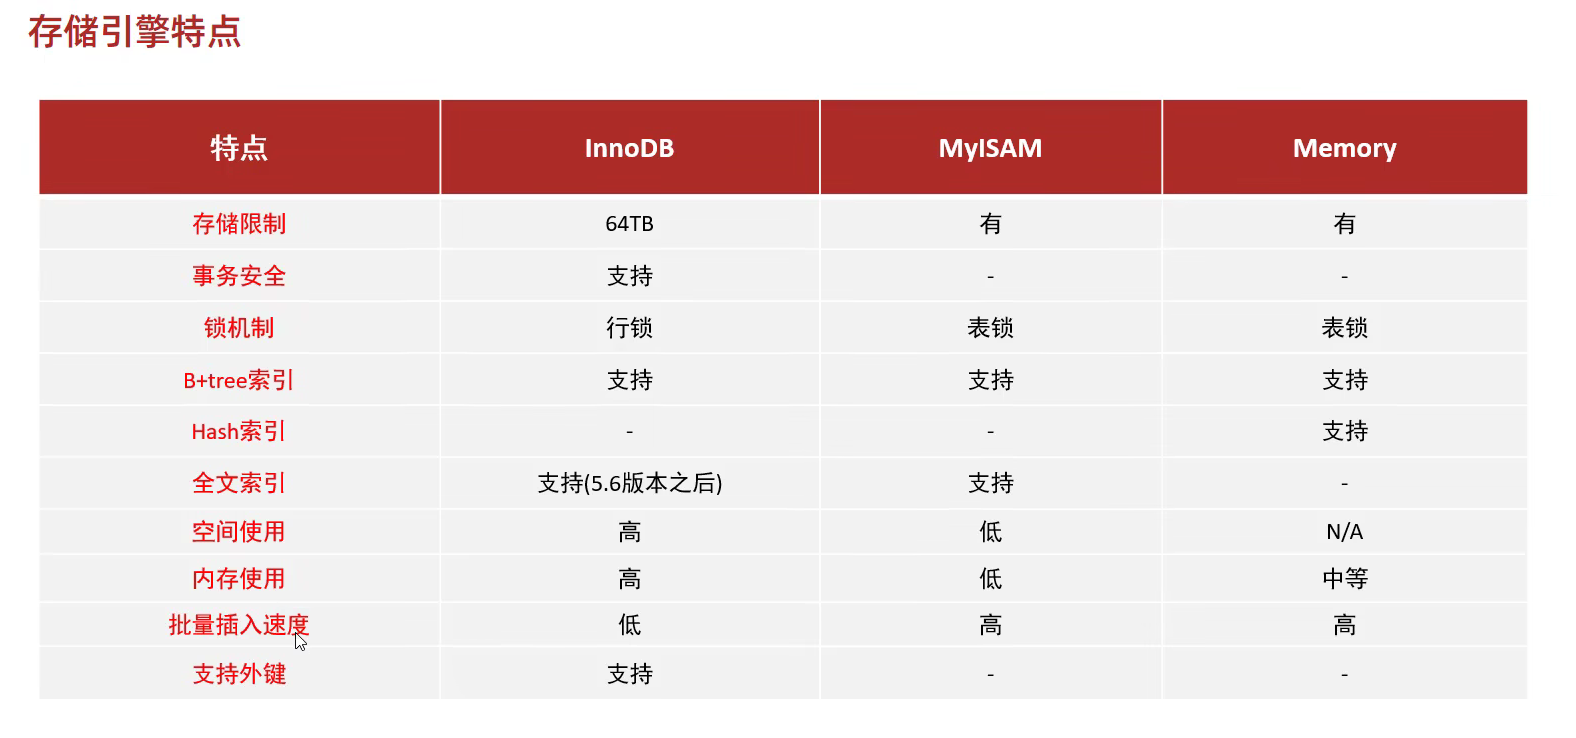 存储引擎特点
特点 InnoDB MyISAM Memory
存储限制 64TB 有 有
事务安全 支持 - -
锁机制 行锁 表锁 表锁
B+tree索引 支持 支持 支持
Hash索引 - - 支持
全文索引 支持(5.6版本之后) 支持 -
空间使用 高 低 N/A
内存使用 高 低 中等
批量插入速度 低 高 高
支持外键 支持 - -